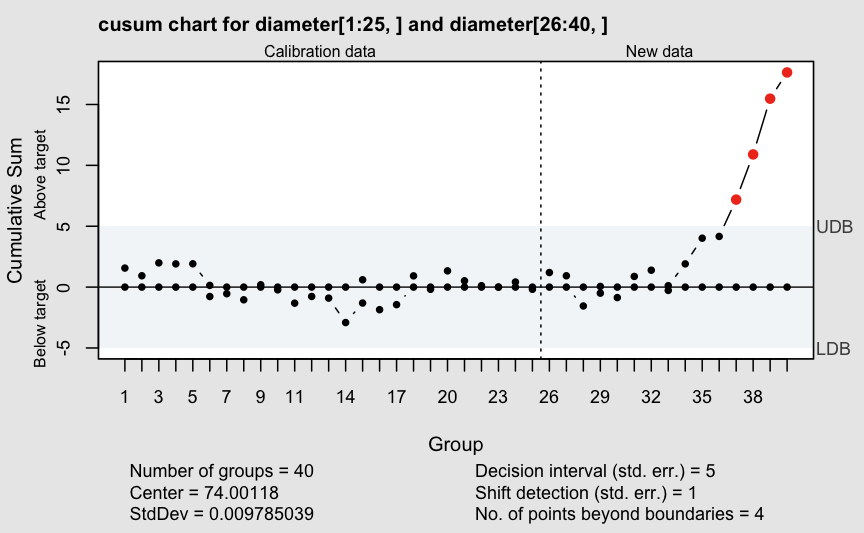 cusum chart for diameter[1:25, ] and diameter[26:40, ]
Calibration data New data
Cumulative Sum
Above target
Below target
15
10
5
0
-5
UDB
LDB
1 3 5 7 9 11 14 17 20 23 26 29 32 35 38
Group
Number of groups = 40
Center = 74.00118
StdDev = 0.009785039
Decision interval (std. err.) = 5
Shift detection (std. err.) = 1
No. of points beyond boundaries = 4